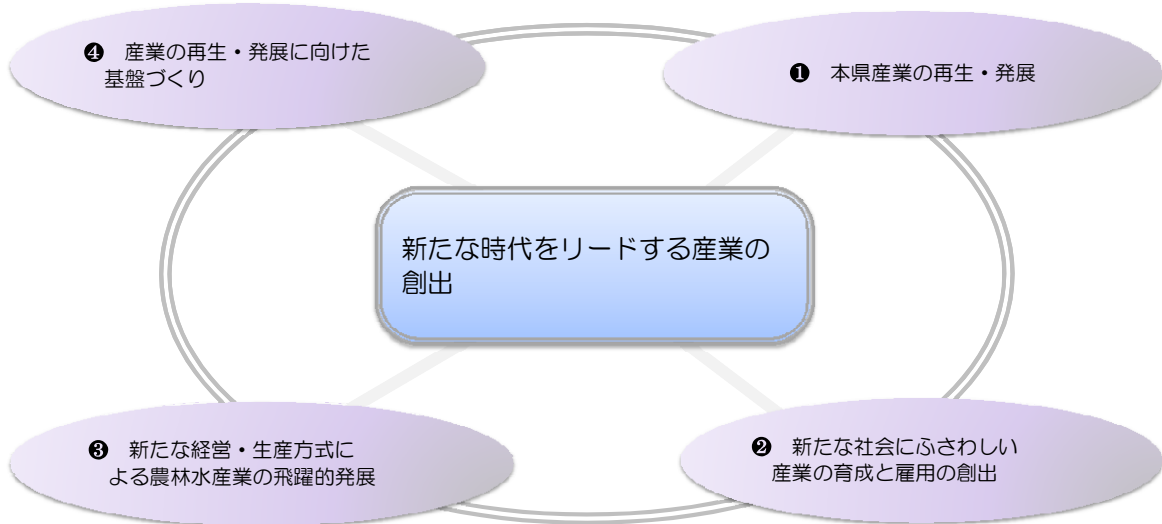 ❹ 産業の再生・発展に向けた
基盤づくり
❶ 本県産業の再生・発展
新たな時代をリードする産業の
創出
❸ 新たな経営・生産方式に
よる農林水産業の飛躍的発展
❷ 新たな社会にふさわしい
産業の育成と雇用の創出